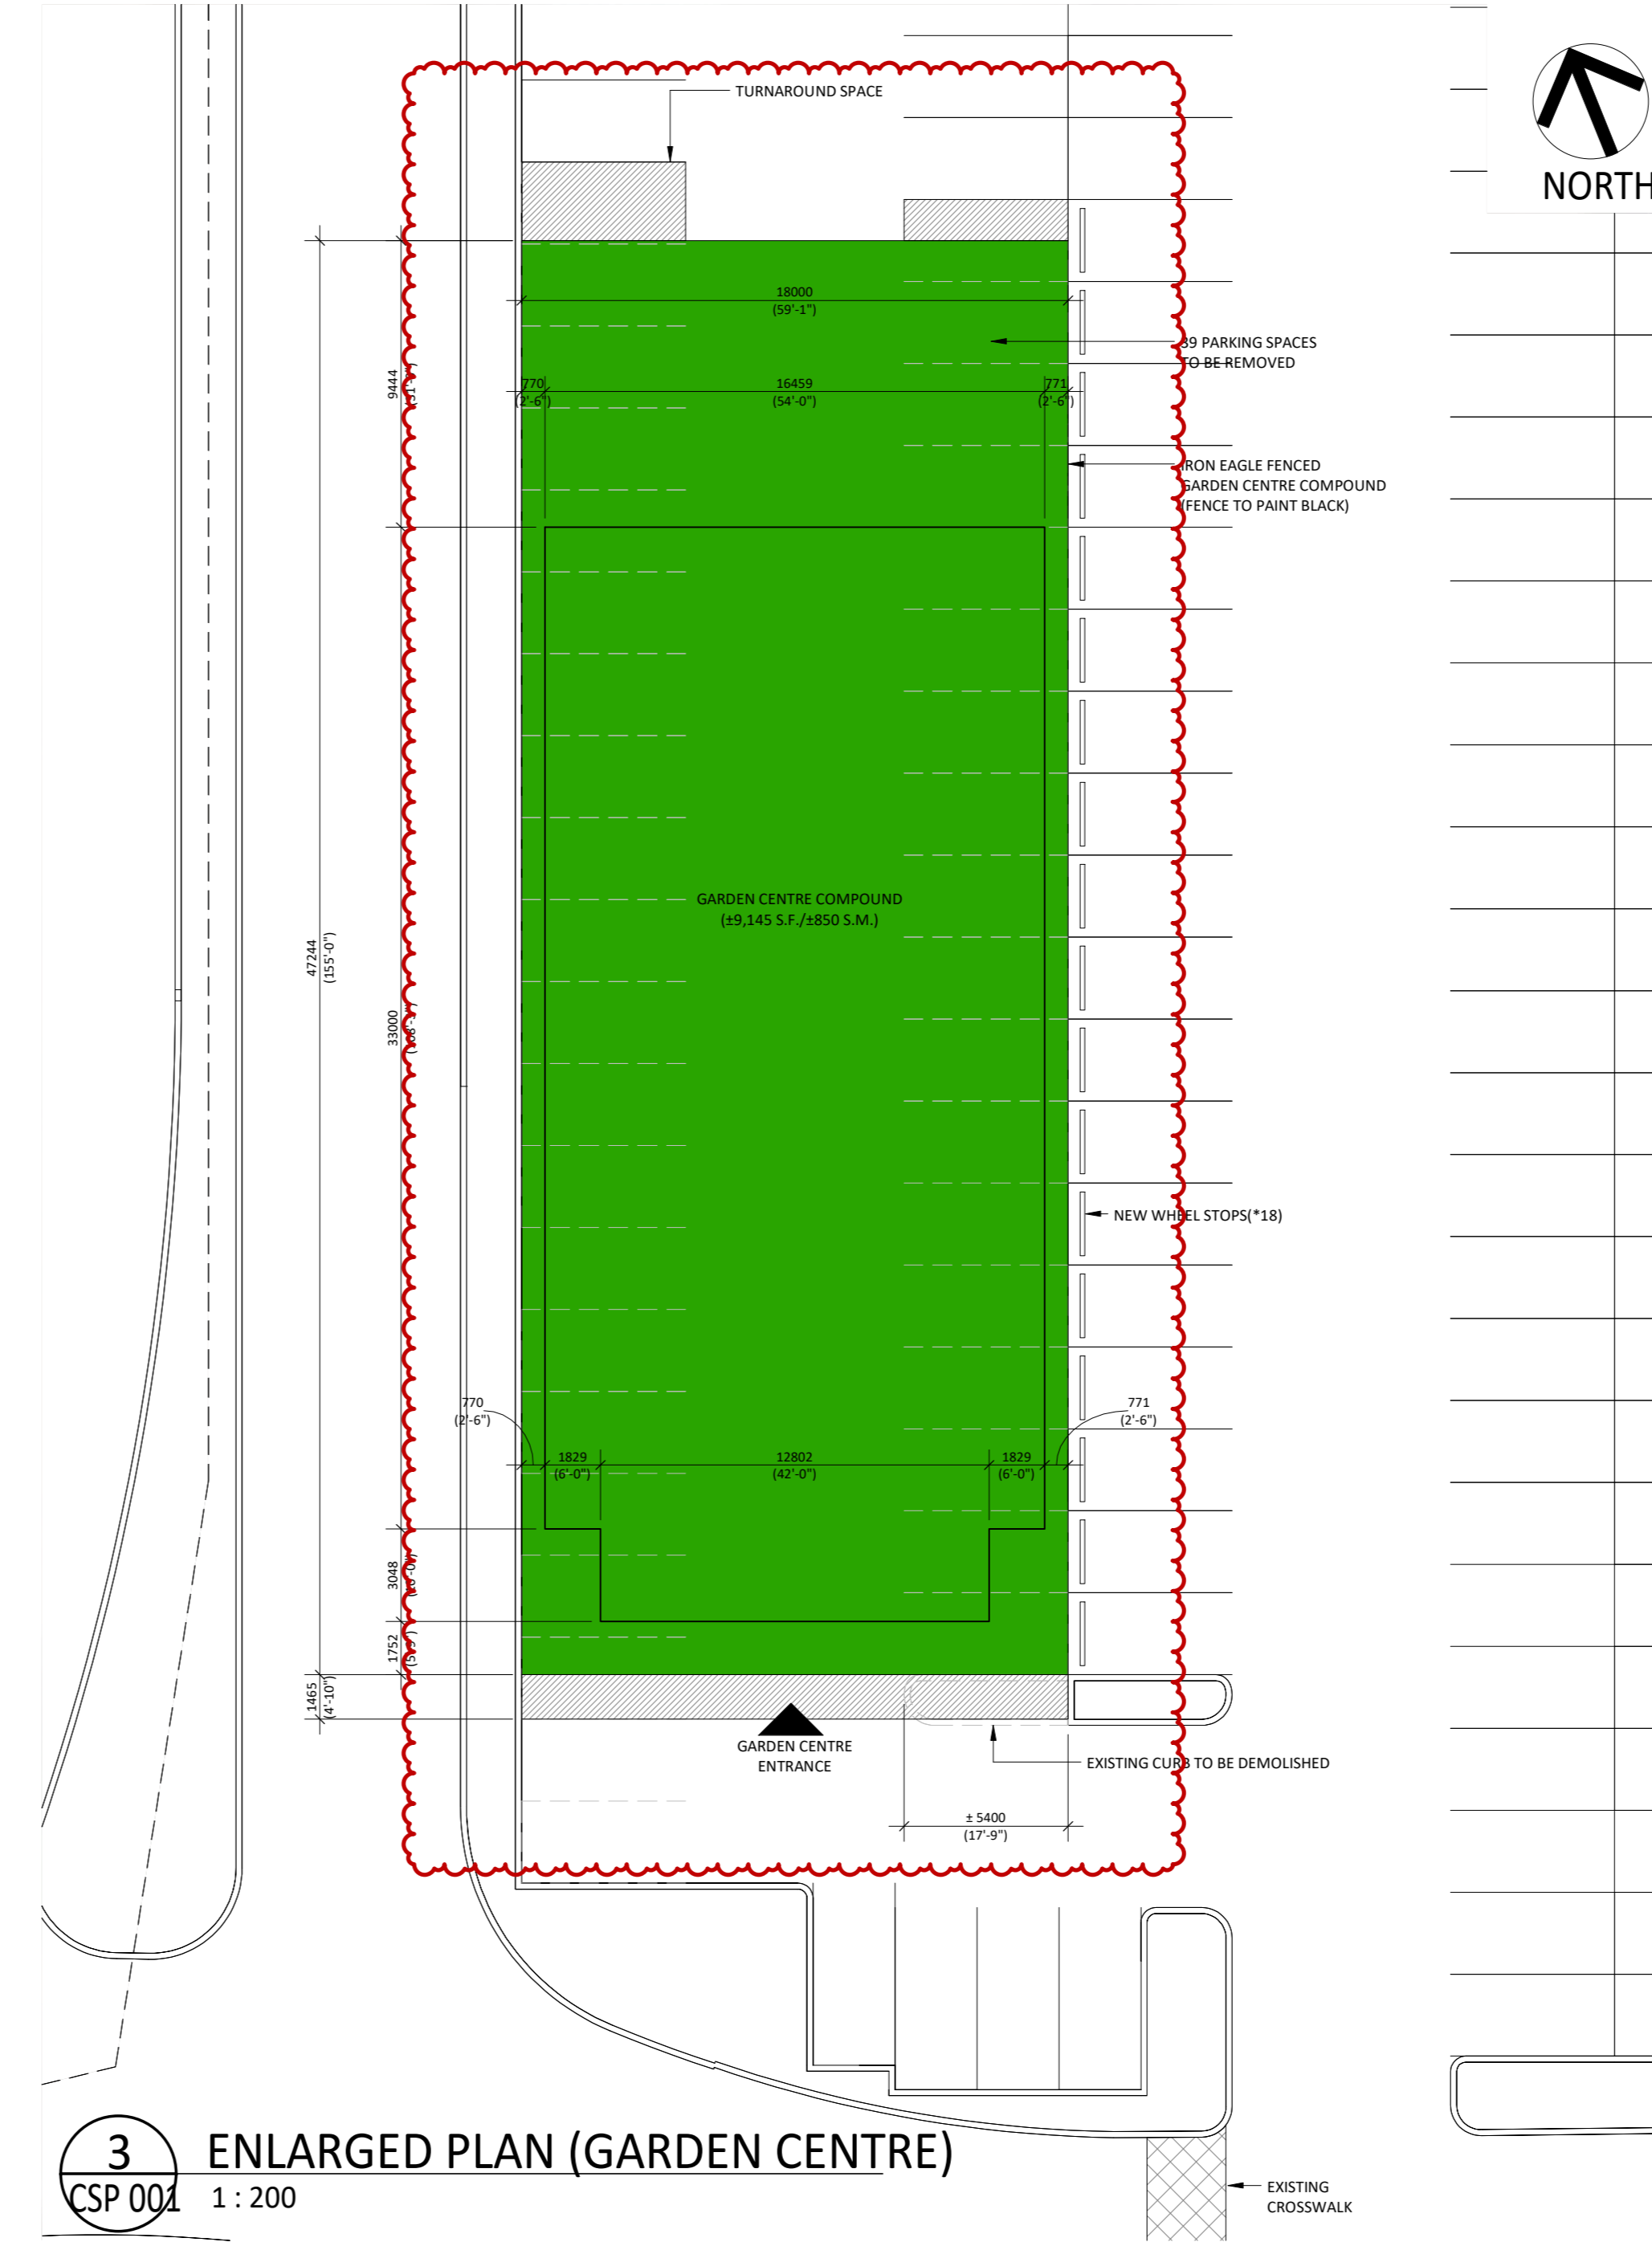 TURNAROUND SPACE
NORTH
18000
(59'-1")
39 PARKING SPACES
TO BE REMOVED
770
(2'-6")
16459
(54'-0")
771
(2'-6")
9444
IRON EAGLE FENCED
GARDEN CENTRE COMPOUND
(FENCE TO PAINT BLACK)
GARDEN CENTRE COMPOUND
(±9,145 S.F./±850 S.M.)
47244
(155'-0")
33000
NEW WHEEL STOPS(*18)
770
(2'-6")
771
(2'-6")
1829
(6'-0")
12802
(42'-0")
1829
(6'-0")
3048
(10'-0")
1752
(5'-9")
1465
(4'-10")
GARDEN CENTRE
ENTRANCE
EXISTING CURB TO BE DEMOLISHED
± 5400
(17'-9")
3
CSP 001
ENLARGED PLAN (GARDEN CENTRE)
1 : 200
EXISTING
CROSSWALK